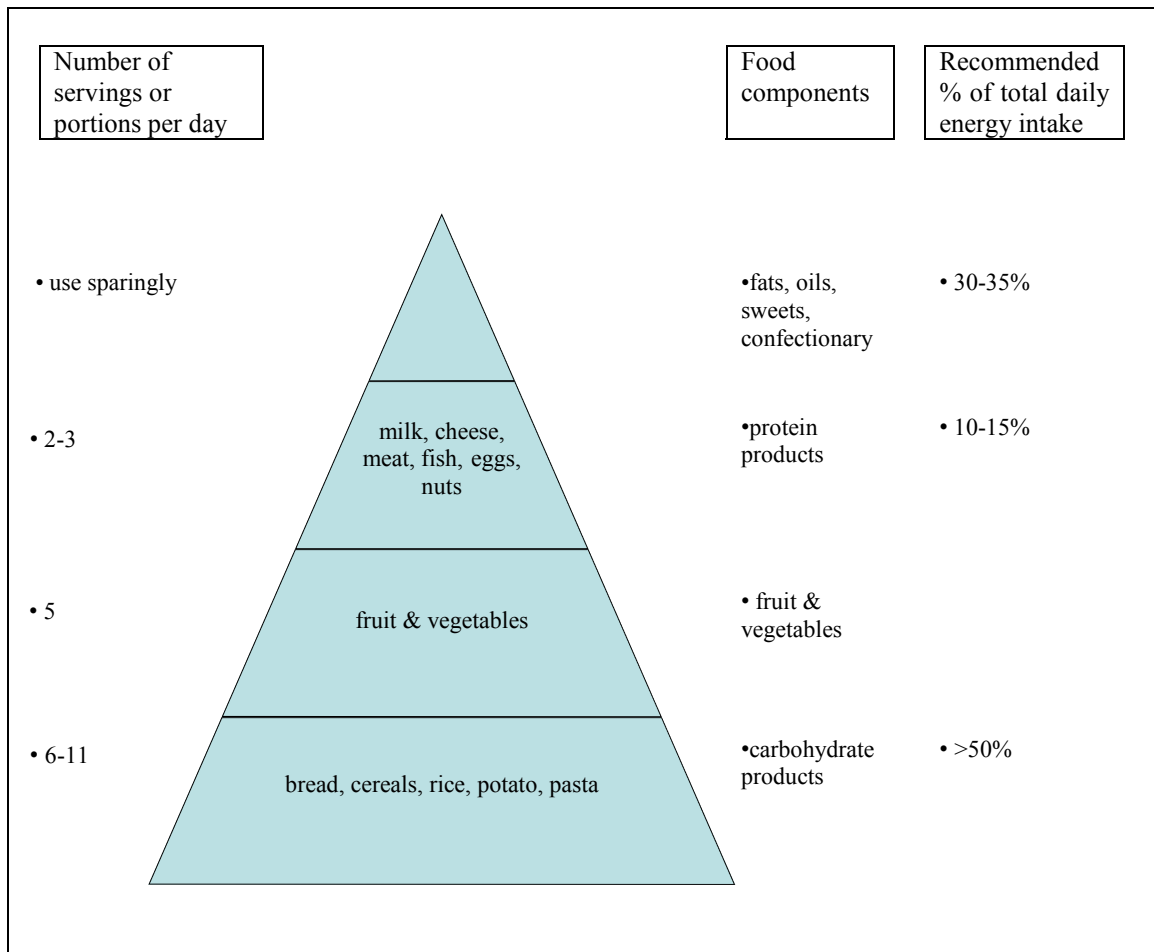 Number of
servings or
portions per day
Food
components
Recommended
% of total daily
energy intake
• use sparingly
•fats, oils,
sweets,
confectionary
• 30-35%
• 2-3
milk, cheese,
meat, fish, eggs,
nuts
•protein
products
• 10-15%
• 5
fruit & vegetables
• fruit &
vegetables
• 6-11
bread, cereals, rice, potato, pasta
•carbohydrate
products
• >50%